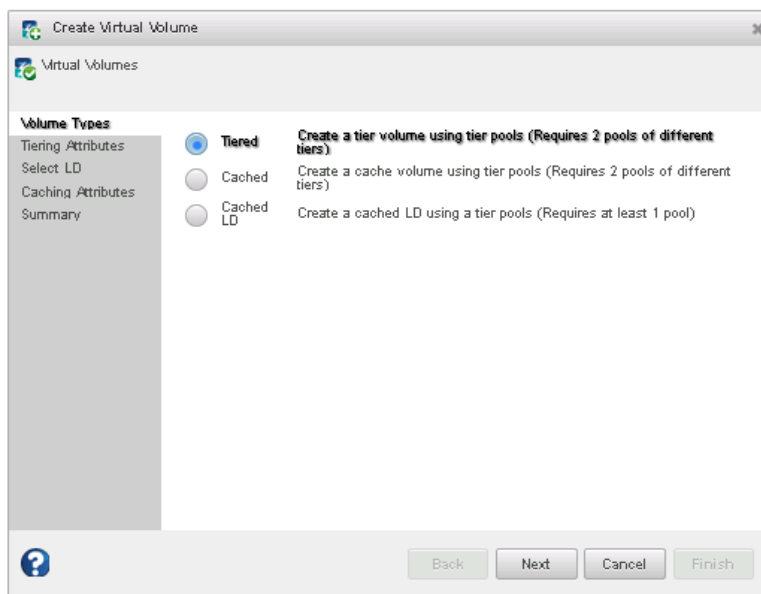 Create Virtual Volume
Virtual Volumes
Volume Types
Tiering Attributes
Select LD
Caching Attributes
Summary
Tiered
Create a tier volume using tier pools (Requires 2 pools of different
tiers)
Cached
Create a cache volume using tier pools (Requires 2 pools of different
tiers)
Cached
LD
Create a cached LD using a tier pools (Requires at least 1 pool)
?
Back
Next
Cancel
Finish